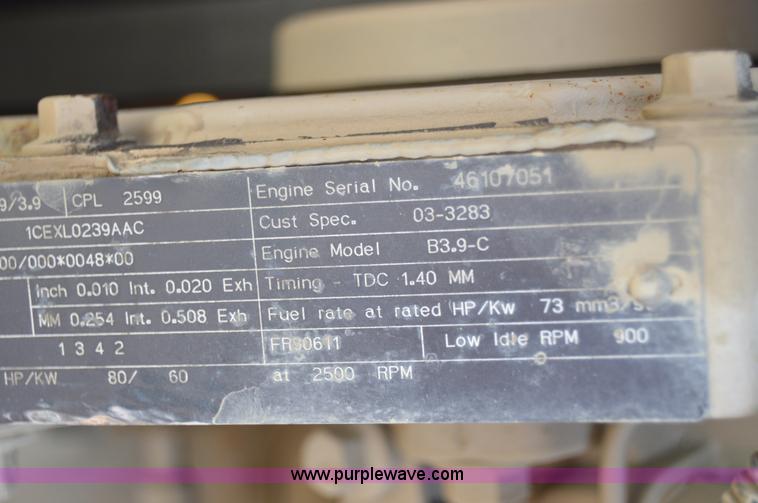 9/3.9 CPL 2599 Engine Serial No. 46107051
1CEXL0239AAC Cust Spec. 03-3283
00/000*0048*00 Engine Model B3.9-C
inch 0.010 Int. 0.020 Exh Timing - TDC 1.40 MM
MM 0.254 Int. 0.508 Exh Fuel rate at rated HP/Kw 73 mm3/st
1 3 4 2 FR90611 Low Idle RPM 900
HP/KW 80/ 60 at 2500 RPM
www.purplewave.com